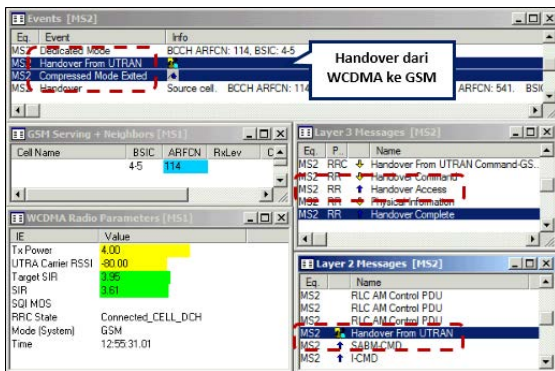 Events [MS2]
Eq. Event Info
MS2 Dedicated Mode BCCH ARFCN: 114, BSIC: 4-5
MS2 Handover From UTRAN
MS2 Compressed Mode Exited
MS2 Handover Source cell. BCCH ARFCN: 114 ARFCN: 541. BSI
Handover dari
WCDMA ke GSM
GSM Serving + Neighbors [MS1]
Cell Name BSIC ARFCN RxLev C
4-5 114
WCDMA Radio Parameters [MS1]
IE Value
Tx Power 4.00
UTRA Carrier RSSI -80.00
Target SIR 3.95
SIR 3.61
SQI MOS
RRC State Connected_CELL_DCH
Mode (System) GSM
Time 12:55:31.01
Layer 3 Messages [MS2]
Eq. P.. Name
MS2 RRC Handover From UTRAN Command-GS..
MS2 RR Handover Command
MS2 RR Handover Access
MS2 RR Physical Information
MS2 RR Handover Complete
Layer 2 Messages [MS2]
Eq. Name
MS2 RLC AM Control PDU
MS2 RLC AM Control PDU
MS2 RLC AM Control PDU
MS2 Handover From UTRAN
MS2 SABM-CMD
MS2 I-CMD